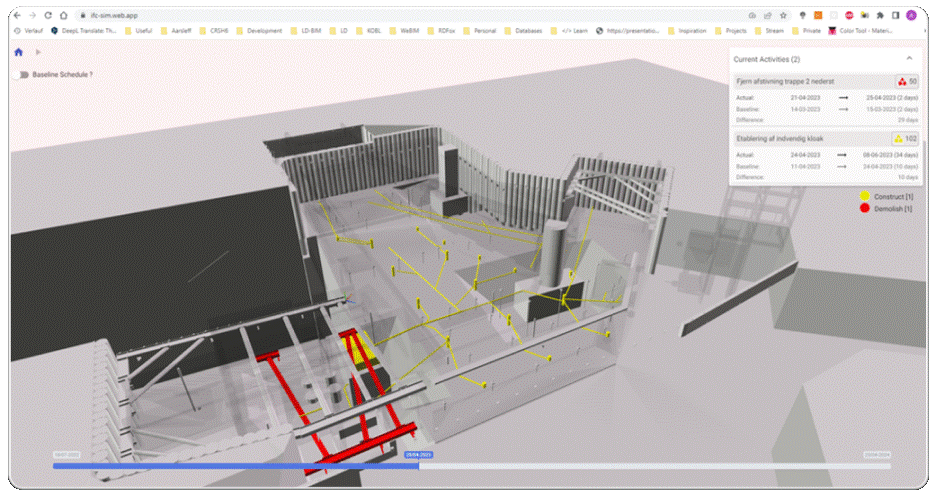 ifc-sim.web.app
Verlauf DeepL Translate: Th... Useful Aarsleff CRSH6 Development LD-BIM LD KOBL WaBIM RDFox Personal Databases </> Learn https://presentatio... Inspiration Projects Stream Private Color Tool - Materi...
Baseline Schedule ?
Current Activities (2)
Fjern afstivning trappe 2 nederst 50
Actual: 21-04-2023 → 25-04-2023 (2 days)
Baseline: 14-03-2023 → 15-03-2023 (2 days)
Difference: 29 days
Etablering af indvendig kloak 102
Actual: 24-04-2023 → 08-06-2023 (34 days)
Baseline: 11-04-2023 → 24-04-2023 (10 days)
Difference: 10 days
Construct [1]
Demolish [1]